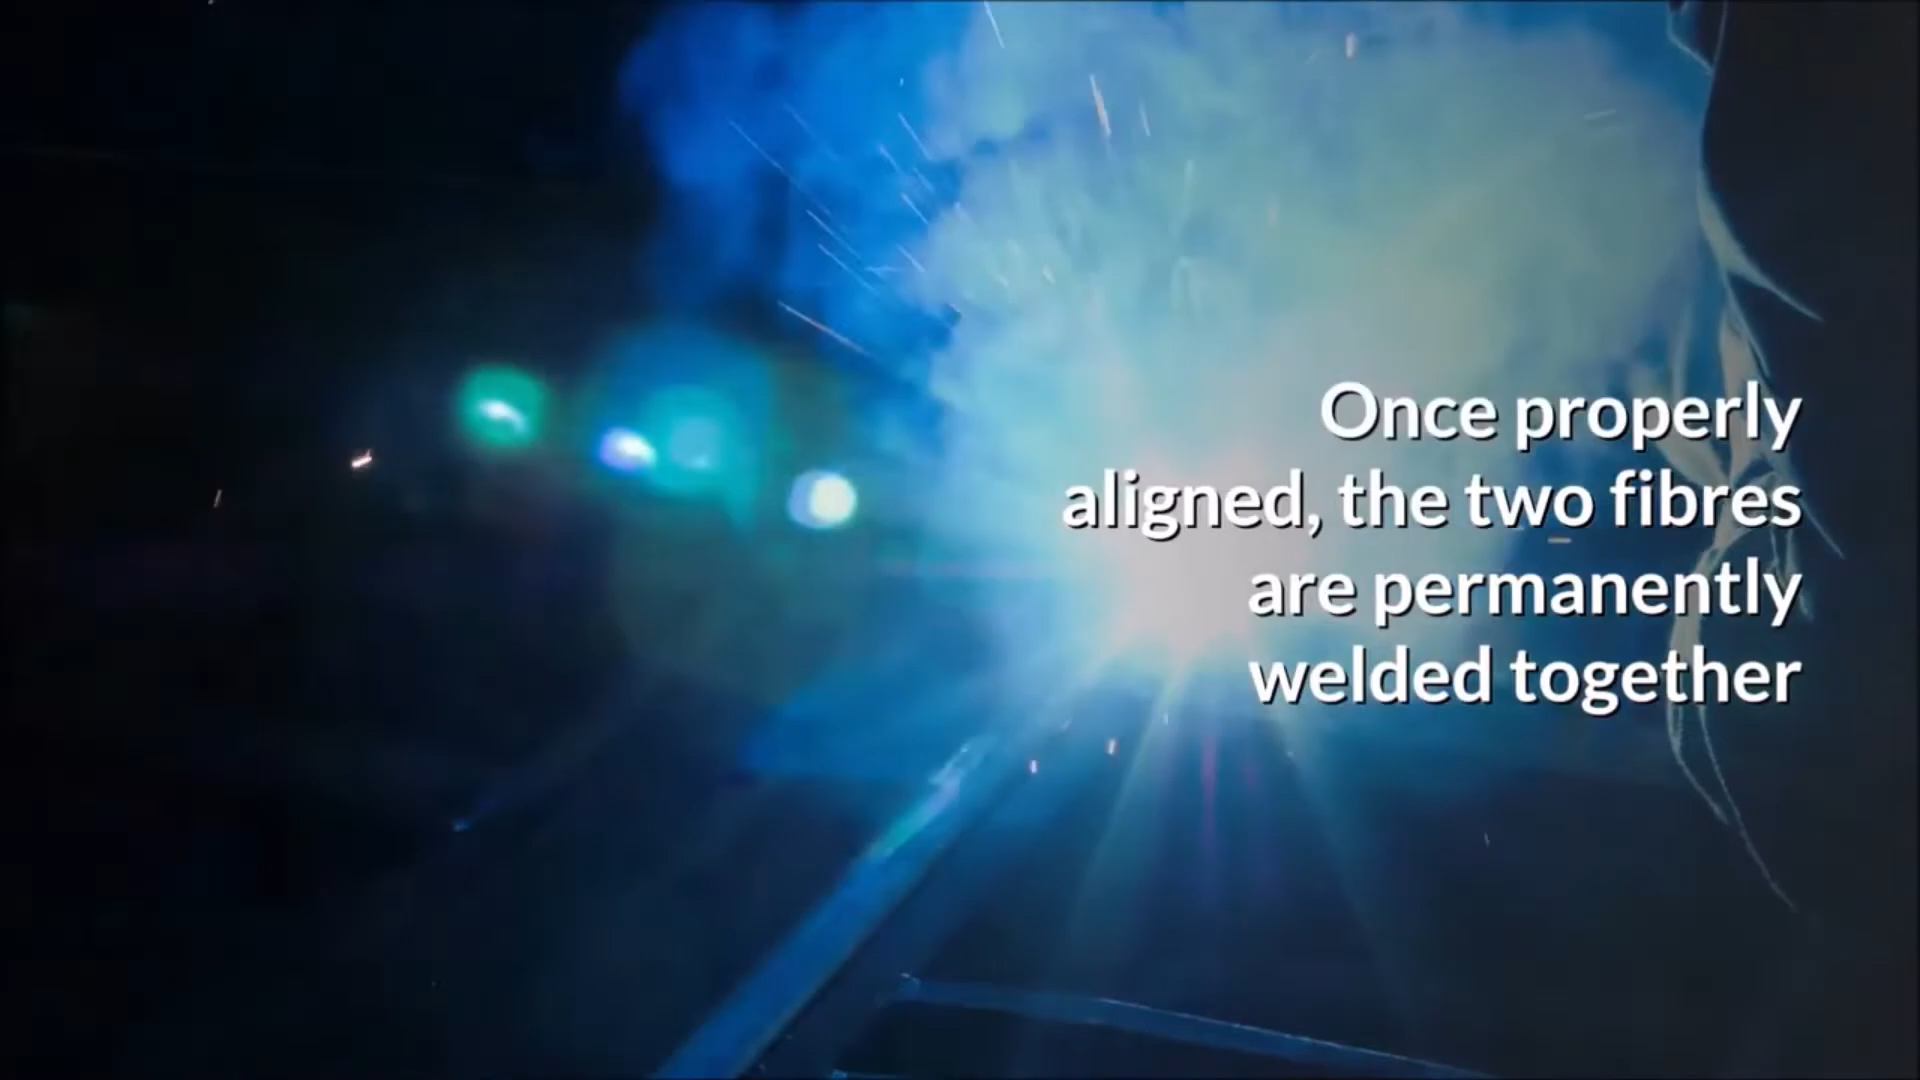 Once properly
aligned, the two fibres
are permanently
welded together